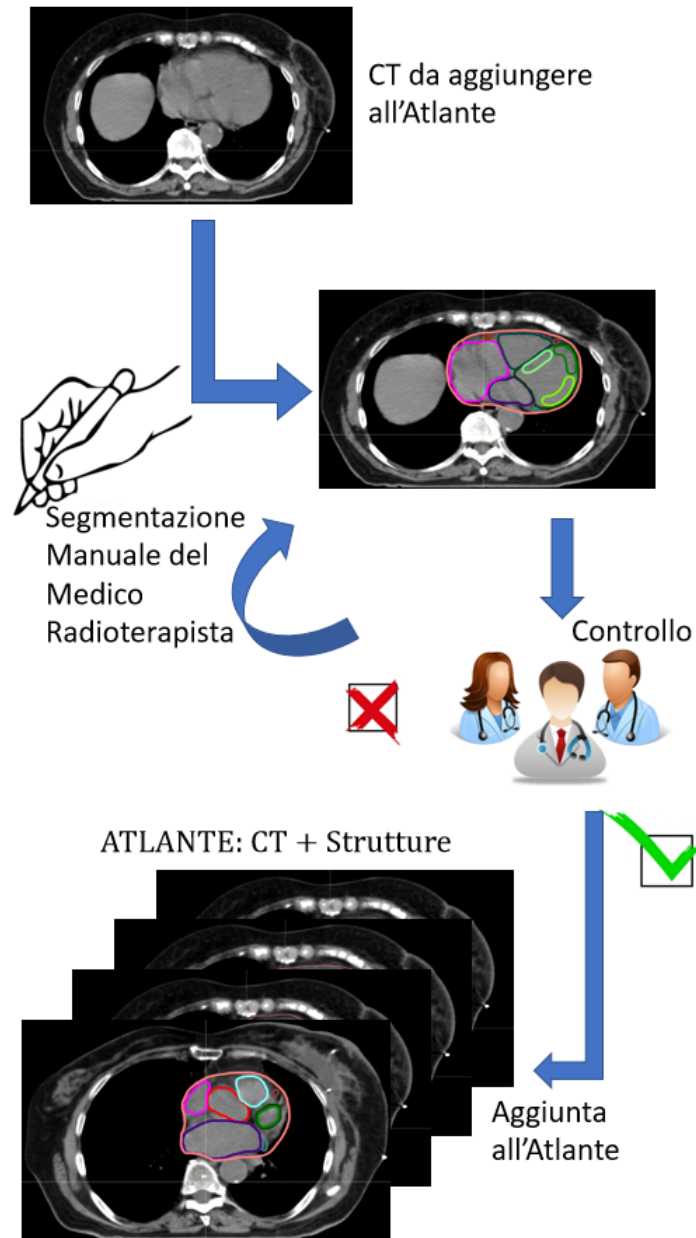 CT da aggiungere
all'Atlante
Segmentazione
Manuale del
Medico
Radioterapista
Controllo
ATLANTE: CT + Strutture
Aggiunta
all'Atlante